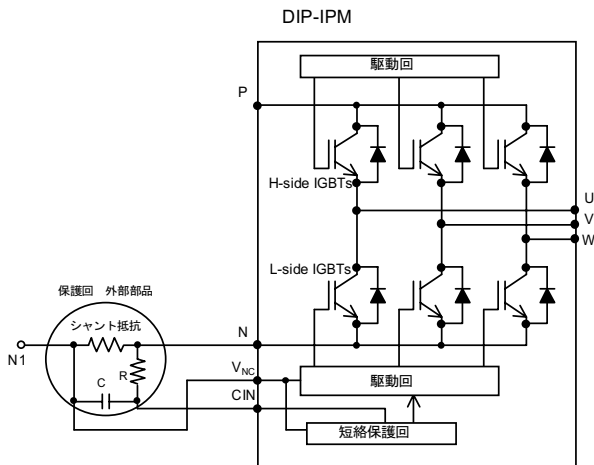 DIP-IPM
駆動回
P
H-side IGBTs
U
V
W
L-side IGBTs
保護回 外部部品
シャント抵抗
N
N1
R
C
VNC
CIN
駆動回
短絡保護回